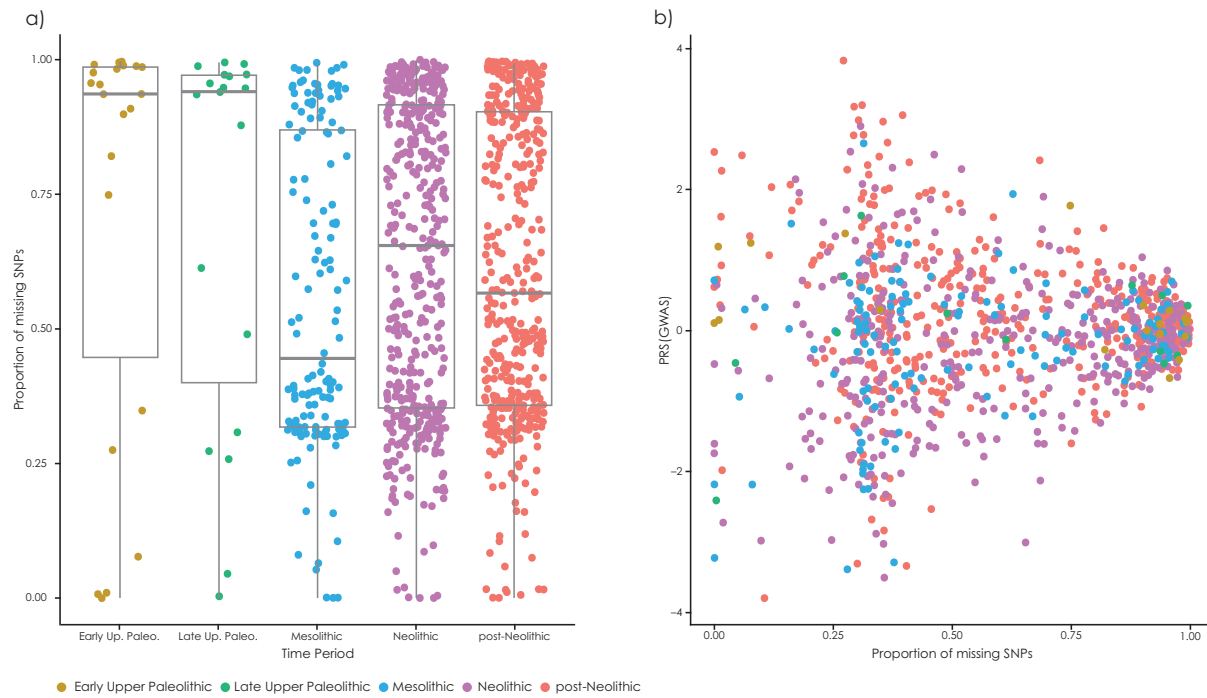 a)
1.00
0.75
0.50
0.25
0.00
Proportion of missing SNPs
Early Up. Paleo.
Late Up. Paleo.
Mesolithic
Neolithic
post-Neolithic
Time Period
b)
4
2
0
−2
−4
PRS(GWAS)
0.00
0.25
0.50
0.75
1.00
Proportion of missing SNPs
Early Upper Paleolithic
Late Upper Paleolithic
Mesolithic
Neolithic
post-Neolithic